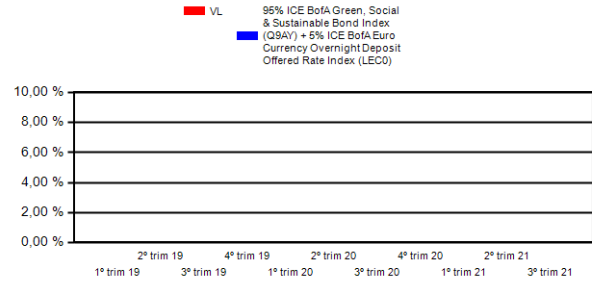 VL
95% ICE BofA Green, Social
& Sustainable Bond Index
(Q9AY) + 5% ICE BofA Euro
Currency Overnight Deposit
Offered Rate Index (LEC0)
10,00 %
8,00 %
6,00 %
4,00 %
2,00 %
0,00 %
2º trim 19 4º trim 19 2º trim 20 4º trim 20 2º trim 21
1º trim 19 3º trim 19 1º trim 20 3º trim 20 1º trim 21 3º trim 21